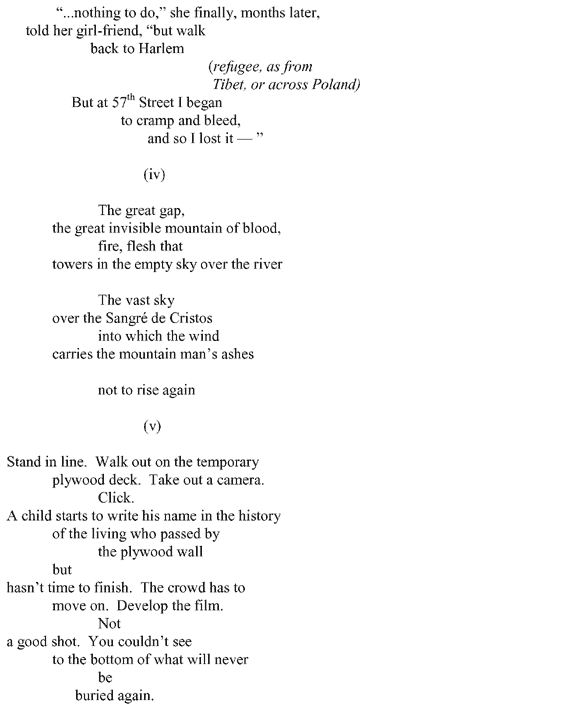 “...nothing to do,” she finally, months later,
told her girl-friend, “but walk
back to Harlem
(refugee, as from
Tibet, or across Poland)
But at 57th Street I began
to cramp and bleed,
and so I lost it — ”
(iv)
The great gap,
the great invisible mountain of blood,
fire, flesh that
towers in the empty sky over the river
The vast sky
over the Sangré de Cristos
into which the wind
carries the mountain man’s ashes
not to rise again
(v)
Stand in line.  Walk out on the temporary
plywood deck.  Take out a camera.
Click.
A child starts to write his name in the history
of the living who passed by
the plywood wall
but
hasn’t time to finish.  The crowd has to
move on.  Develop the film.
Not
a good shot.  You couldn’t see
to the bottom of what will never
be
buried again.